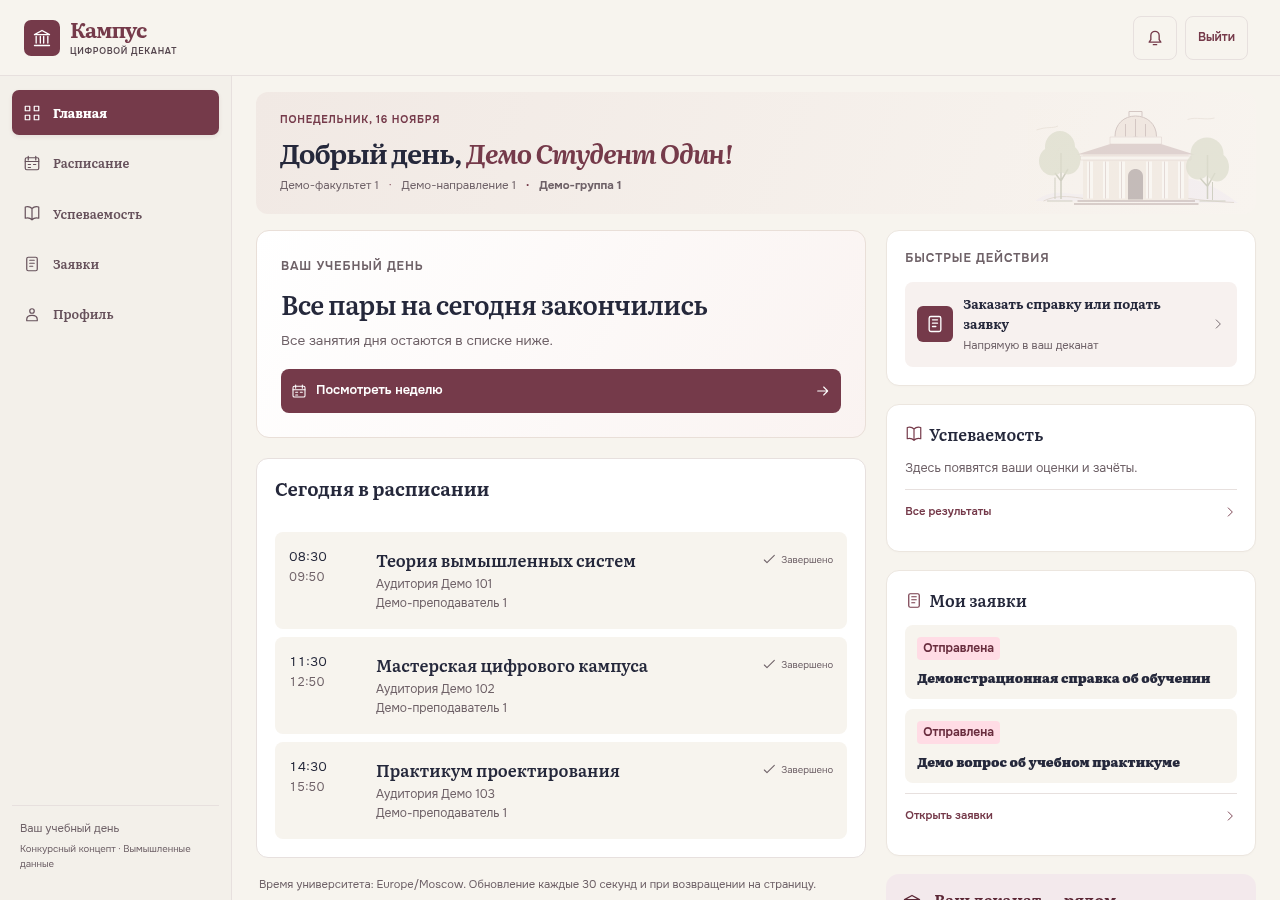 Кампус
ЦИФРОВОЙ ДЕКАНАТ
Выйти
Главная
Расписание
Успеваемость
Заявки
Профиль
Ваш учебный день
Конкурсный концепт · Вымышленные
данные
ПОНЕДЕЛЬНИК, 16 НОЯБРЯ
Добрый день, Демо Студент Один!
Демо-факультет 1 · Демо-направление 1 · Демо-группа 1
ВАШ УЧЕБНЫЙ ДЕНЬ
Все пары на сегодня закончились
Все занятия дня остаются в списке ниже.
Посмотреть неделю
Сегодня в расписании
08:30
09:50
Теория вымышленных систем
Аудитория Демо 101
Демо-преподаватель 1
Завершено
11:30
12:50
Мастерская цифрового кампуса
Аудитория Демо 102
Демо-преподаватель 1
Завершено
14:30
15:50
Практикум проектирования
Аудитория Демо 103
Демо-преподаватель 1
Завершено
Время университета: Europe/Moscow. Обновление каждые 30 секунд и при возвращении на страницу.
БЫСТРЫЕ ДЕЙСТВИЯ
Заказать справку или подать
заявку
Напрямую в ваш деканат
Успеваемость
Здесь появятся ваши оценки и зачёты.
Все результаты
Мои заявки
Отправлена
Демонстрационная справка об обучении
Отправлена
Демо вопрос об учебном практикуме
Открыть заявки
Ваш деканат — рядом